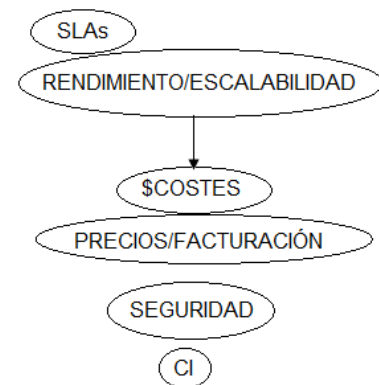 SLAs
RENDIMIENTO/ESCALABILIDAD
$COSTES
PRECIOS/FACTURACIÓN
SEGURIDAD
CI